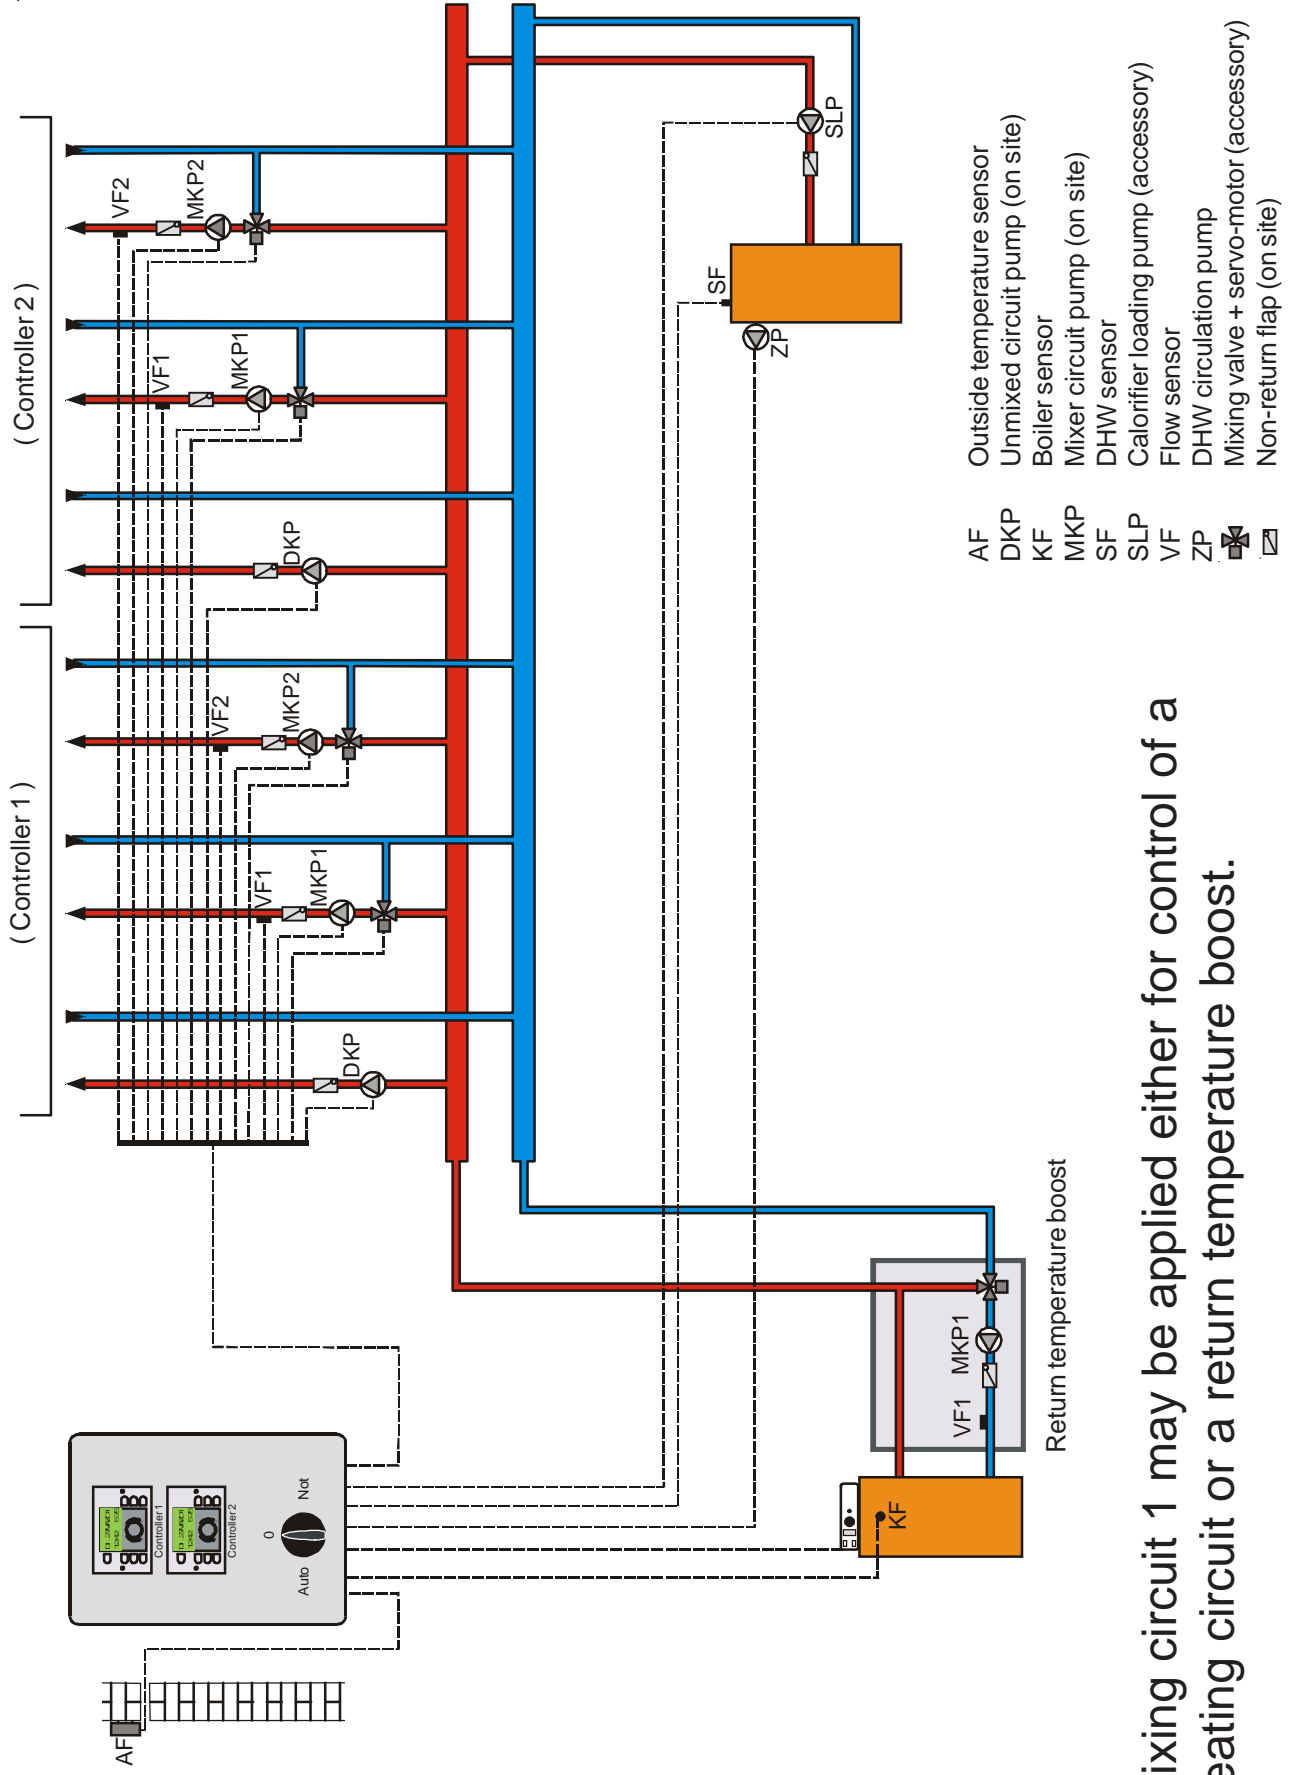 ( Controller 1 )
( Controller 2 )
AF
Controller 1
Controller 2
Auto
0
Not
DKP
VF1
MKP1
VF2
MKP2
DKP
VF1
MKP1
VF2
MKP2
SLP
SF
ZP
KF
VF1
MKP1
Return temperature boost
AF Outside temperature sensor
DKP Unmixed circuit pump (on site)
KF Boiler sensor
MKP Mixer circuit pump (on site)
SF DHW sensor
SLP Calorifier loading pump (accessory)
VF Flow sensor
ZP DHW circulation pump
Mixing valve + servo-motor (accessory)
Non-return flap (on site)
ixing circuit 1 may be applied either for control of a
eating circuit or a return temperature boost.